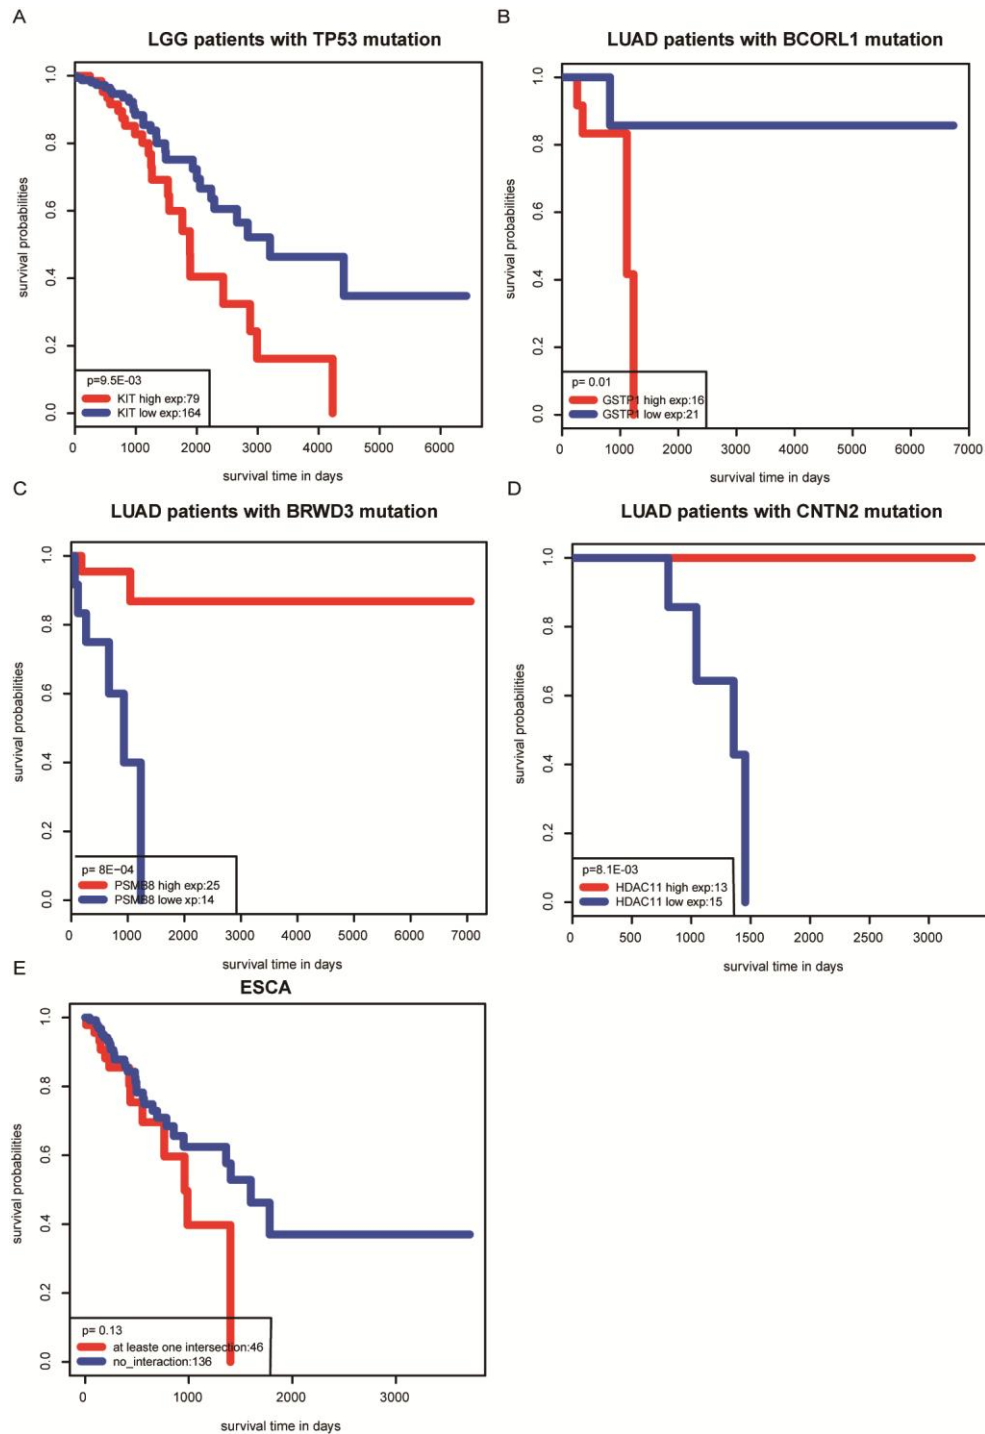 A
LGG patients with TP53 mutation
survival probabilities
1.0
0.8
0.6
0.4
0.2
0.0
p=9.5E-03
KIT high exp:79
KIT low exp:164
0 1000 2000 3000 4000 5000 6000
survival time in days
B
LUAD patients with BCORL1 mutation
survival probabilities
1.0
0.8
0.6
0.4
0.2
0.0
p= 0.01
GSTP1 high exp:16
GSTP1 low exp:21
0 1000 2000 3000 4000 5000 6000 7000
survival time in days
C
LUAD patients with BRWD3 mutation
survival probabilities
1.0
0.8
0.6
0.4
0.2
0.0
p= 8E−04
PSMB8 high exp:25
PSMB8 lowe xp:14
0 1000 2000 3000 4000 5000 6000 7000
survival time in days
D
LUAD patients with CNTN2 mutation
survival probabilities
1.0
0.8
0.6
0.4
0.2
0.0
p=8.1E-03
HDAC11 high exp:13
HDAC11 low exp:15
0 500 1000 1500 2000 2500 3000
survival time in days
E
ESCA
survival probabilities
1.0
0.8
0.6
0.4
0.2
0.0
p= 0.13
at leaste one intersection:46
no_interaction:136
0 1000 2000 3000
survival time in days